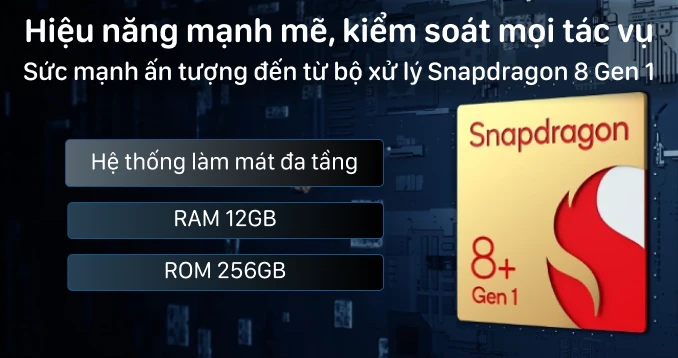 Hiệu năng mạnh mẽ, kiểm soát mọi tác vụ
Sức mạnh ấn tượng đến từ bộ xử lý Snapdragon 8 Gen 1
Hệ thống làm mát đa tầng
RAM 12GB
ROM 256GB
Snapdragon
8+
Gen 1